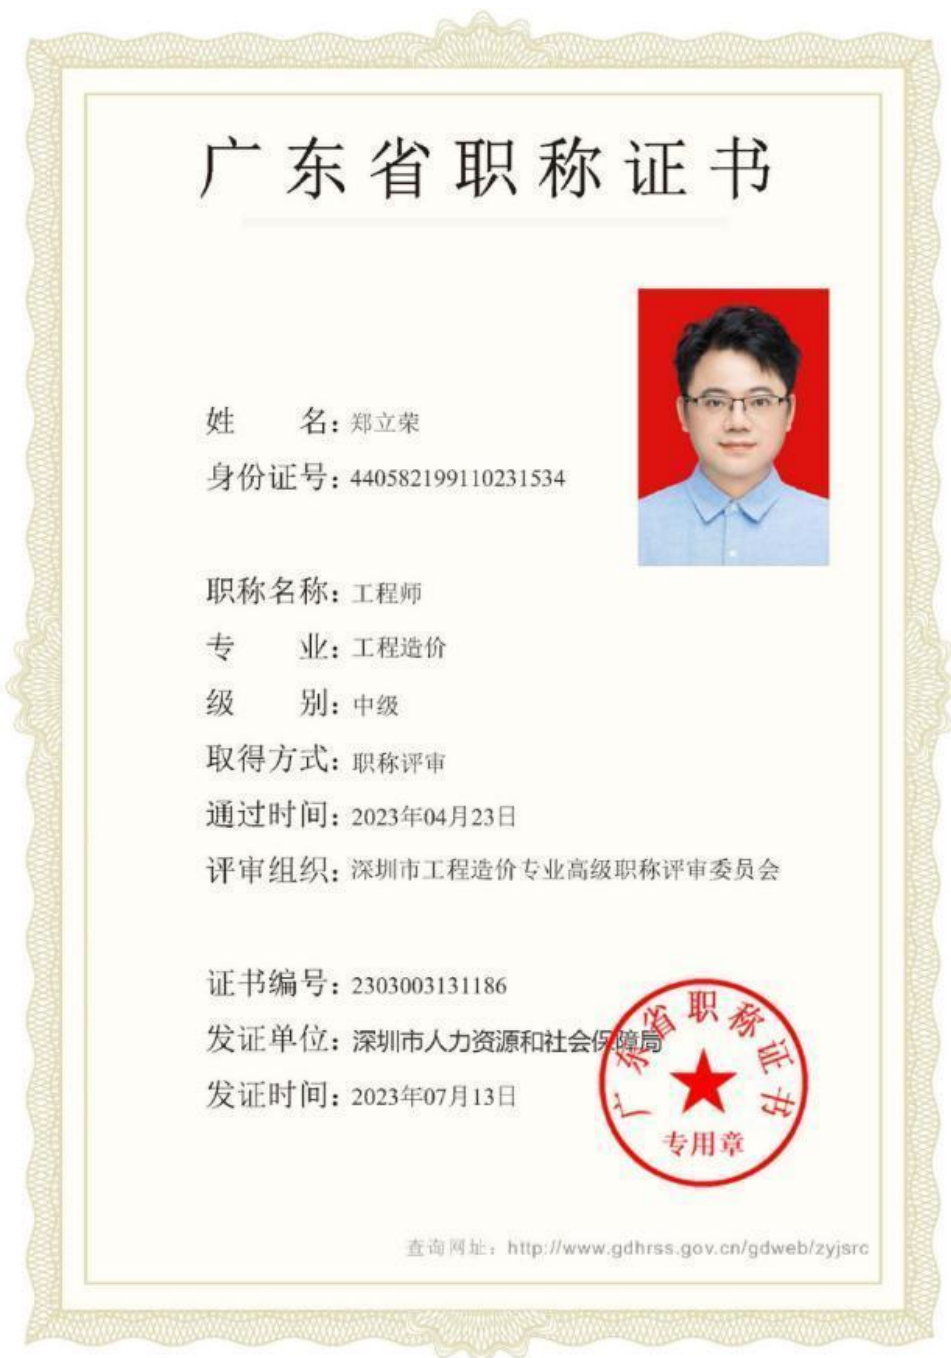 广东省职称证书
姓名：郑立荣
身份证号：440582199110231534
职称名称：工程师
专业：工程造价
级别：中级
取得方式：职称评审
通过时间：2023年04月23日
评审组织：深圳市工程造价专业高级职称评审委员会
证书编号：2303003131186
发证单位：深圳市人力资源和社会保障局
发证时间：2023年07月13日
广东省职称证书
专用章
查询网址：http://www.gdhrss.gov.cn/gdweb/zyjsrc